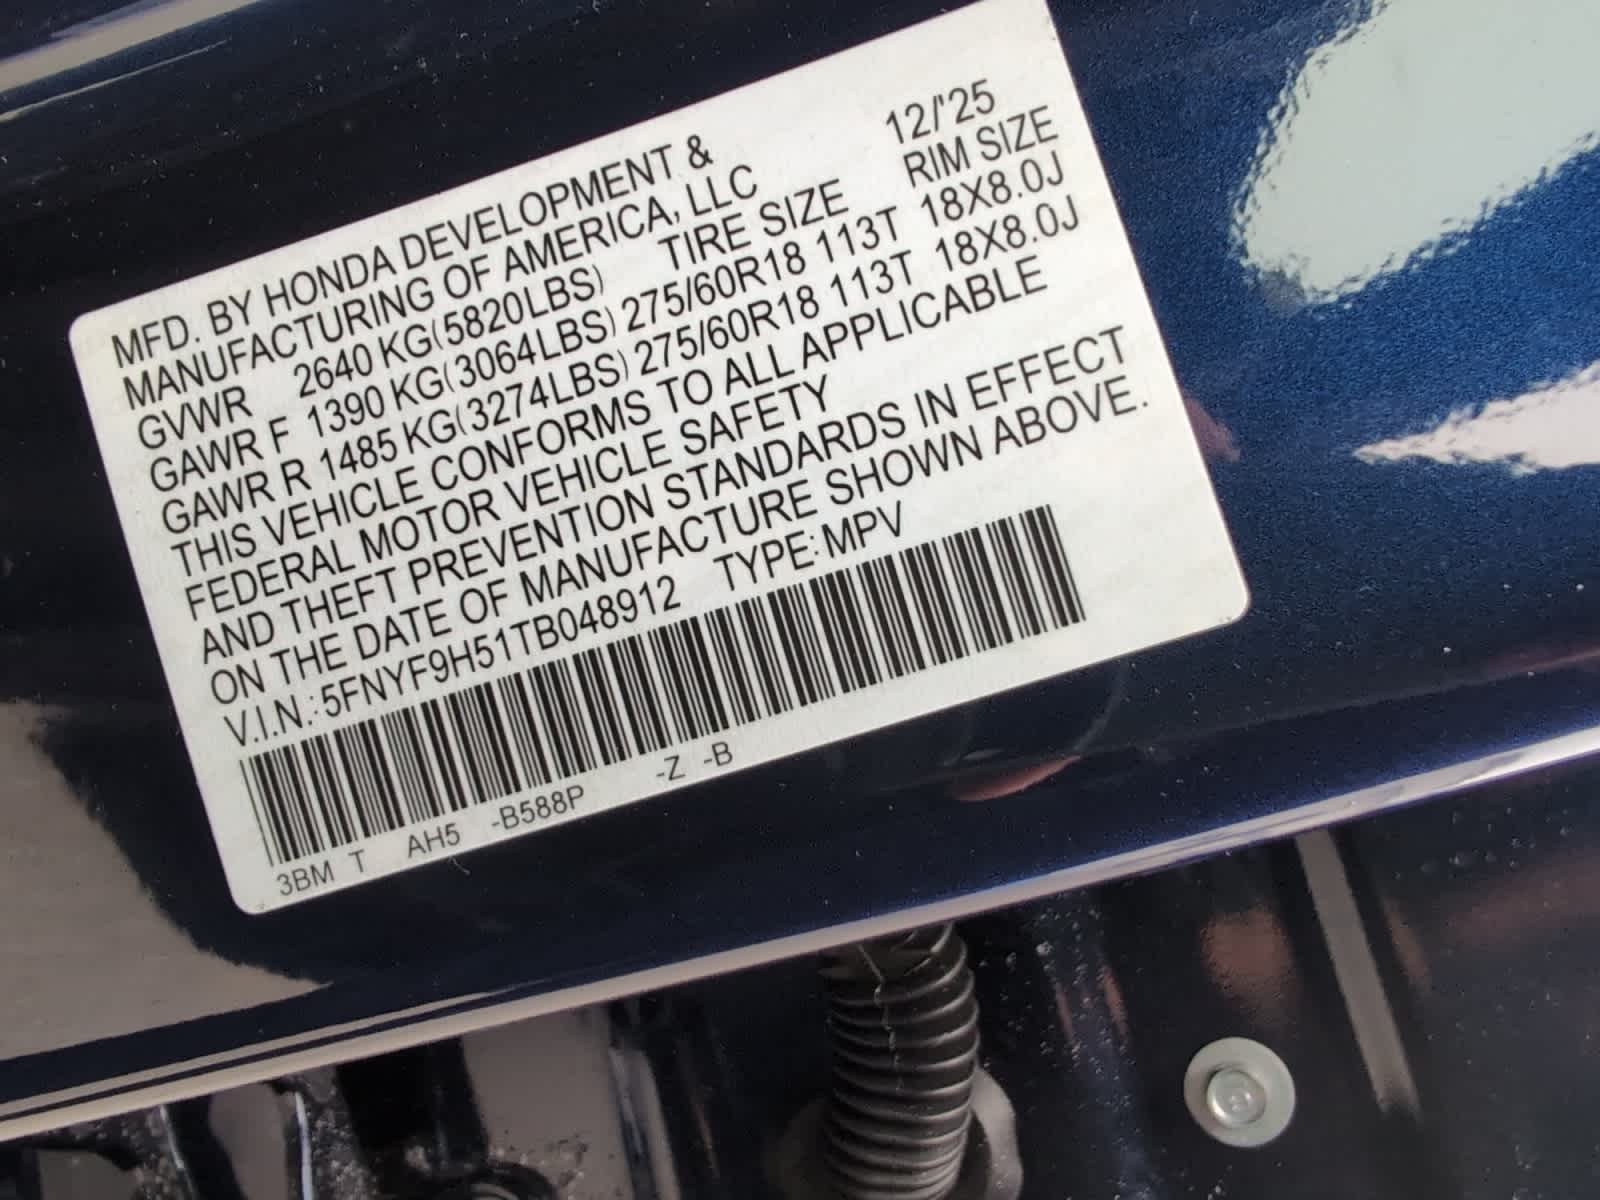 12/'25
MFD. BY HONDA DEVELOPMENT &
MANUFACTURING OF AMERICA, LLC
GVWR 2640 KG(5820LBS) TIRE SIZE RIM SIZE
GAWR F 1390 KG(3064LBS) 275/60R18 113T 18X8.0J
GAWR R 1485 KG(3274LBS) 275/60R18 113T 18X8.0J
THIS VEHICLE CONFORMS TO ALL APPLICABLE
FEDERAL MOTOR VEHICLE SAFETY
AND THEFT PREVENTION STANDARDS IN EFFECT
ON THE DATE OF MANUFACTURE SHOWN ABOVE.
V.I.N.: 5FNYF9H51TB048912 TYPE: MPV
3BM T AH5 -B588P -Z -B